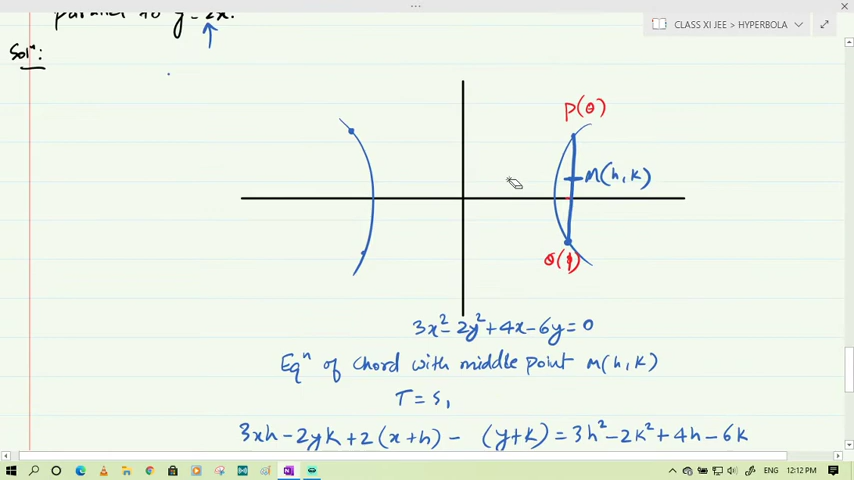 parallel to y = 2x.
CLASS XI JEE > HYPERBOLA
Solⁿ:
P(θ)
M(h,k)
Q(ϕ)
3x²-2y²+4x-6y=0
Eqⁿ of Chord with middle point M(h,k)
T = S₁
3xh-2yk+2(x+h)- (y+k)=3h²-2k²+4h-6k
ENG
12:12 PM